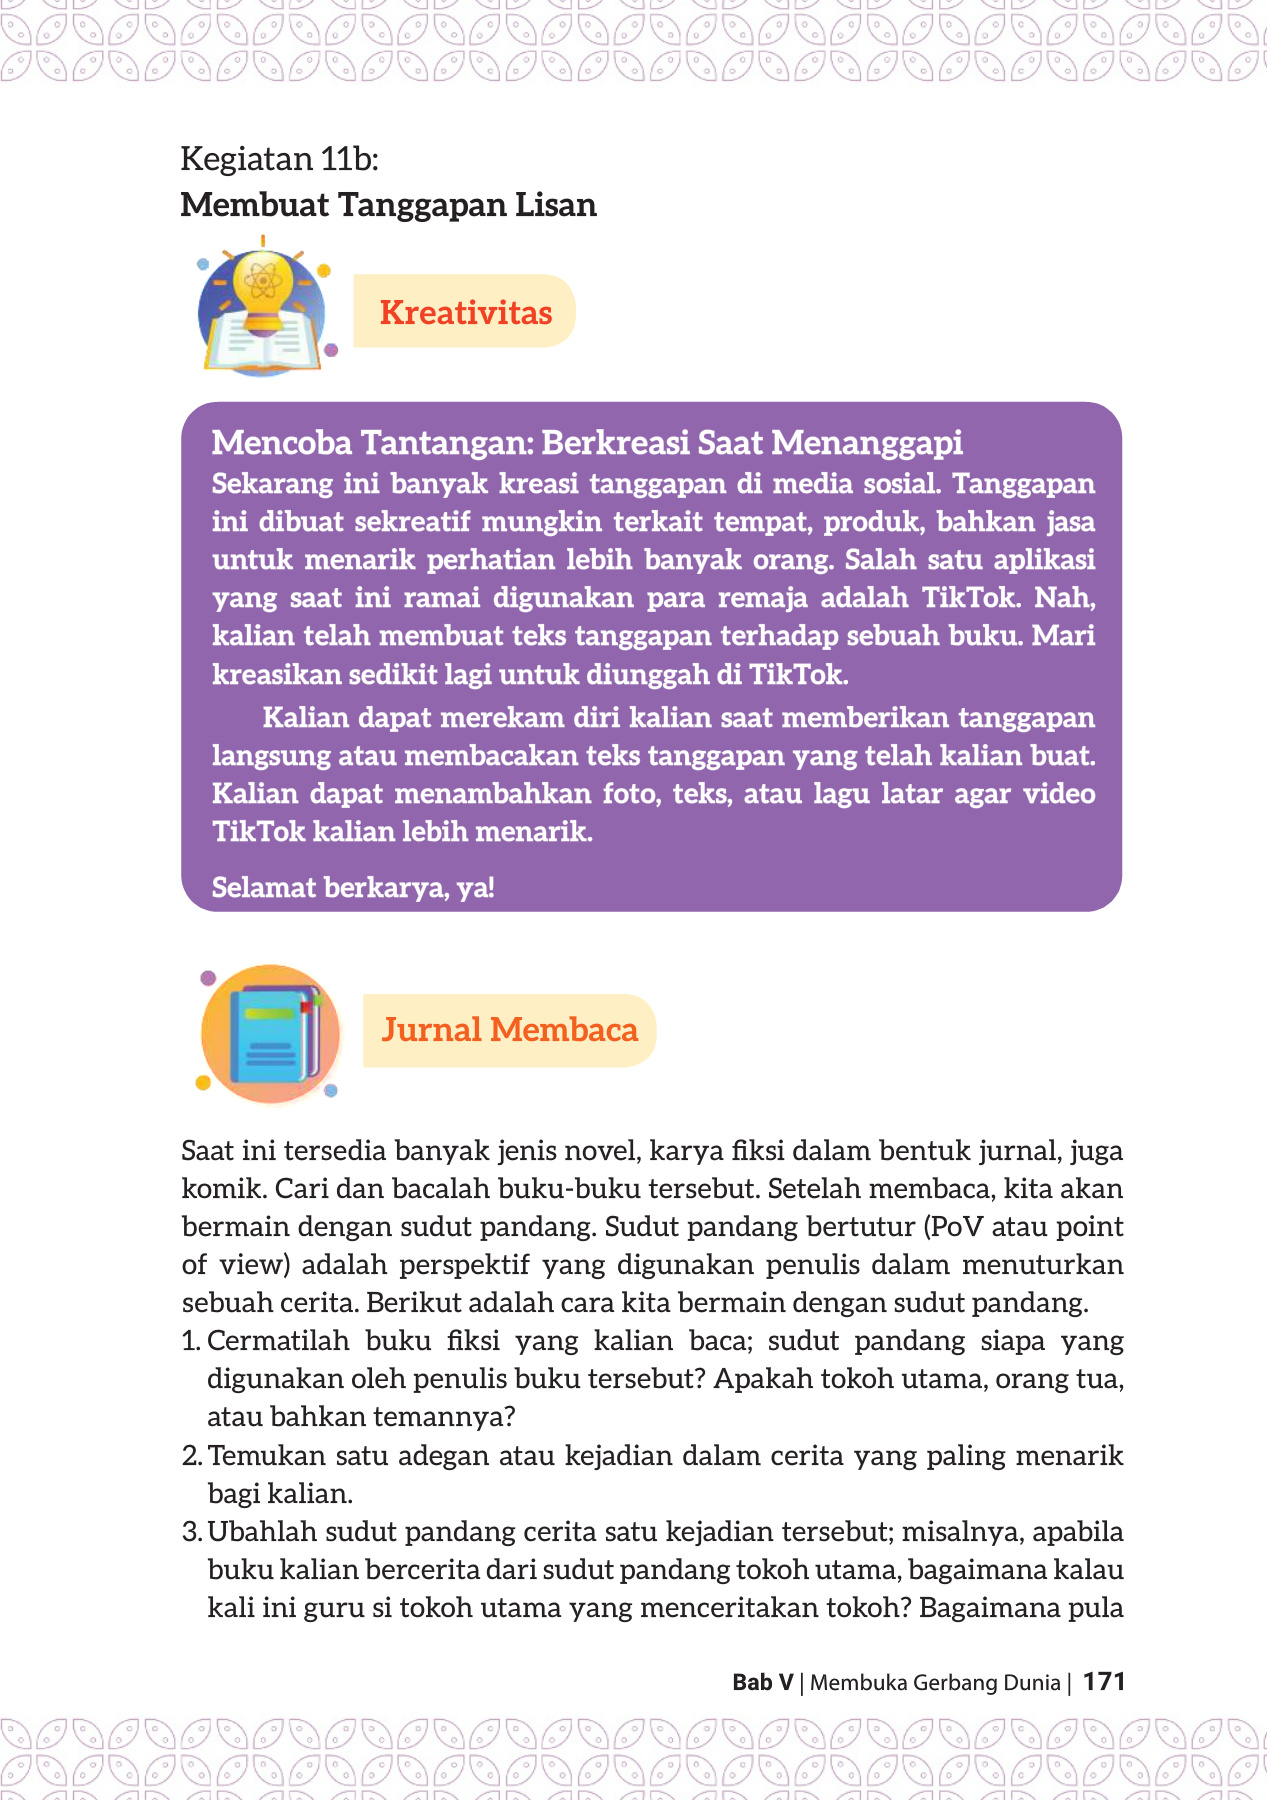 Kegiatan 11b:
Membuat Tanggapan Lisan
Kreativitas
Mencoba Tantangan: Berkreasi Saat Menanggapi
Sekarang ini banyak kreasi tanggapan di media sosial. Tanggapan
ini dibuat sekreatif mungkin terkait tempat, produk, bahkan jasa
untuk menarik perhatian lebih banyak orang. Salah satu aplikasi
yang saat ini ramai digunakan para remaja adalah TikTok. Nah,
kalian telah membuat teks tanggapan terhadap sebuah buku. Mari
kreasikan sedikit lagi untuk diunggah di TikTok.
Kalian dapat merekam diri kalian saat memberikan tanggapan
langsung atau membacakan teks tanggapan yang telah kalian buat.
Kalian dapat menambahkan foto, teks, atau lagu latar agar video
TikTok kalian lebih menarik.
Selamat berkarya, ya!
Jurnal Membaca
Saat ini tersedia banyak jenis novel, karya fiksi dalam bentuk jurnal, juga
komik. Cari dan bacalah buku-buku tersebut. Setelah membaca, kita akan
bermain dengan sudut pandang. Sudut pandang bertutur (PoV atau point
of view) adalah perspektif yang digunakan penulis dalam menuturkan
sebuah cerita. Berikut adalah cara kita bermain dengan sudut pandang.
1. Cermatilah buku fiksi yang kalian baca; sudut pandang siapa yang
digunakan oleh penulis buku tersebut? Apakah tokoh utama, orang tua,
atau bahkan temannya?
2. Temukan satu adegan atau kejadian dalam cerita yang paling menarik
bagi kalian.
3. Ubahlah sudut pandang cerita satu kejadian tersebut; misalnya, apabila
buku kalian bercerita dari sudut pandang tokoh utama, bagaimana kalau
kali ini guru si tokoh utama yang menceritakan tokoh? Bagaimana pula
Bab V | Membuka Gerbang Dunia | 171